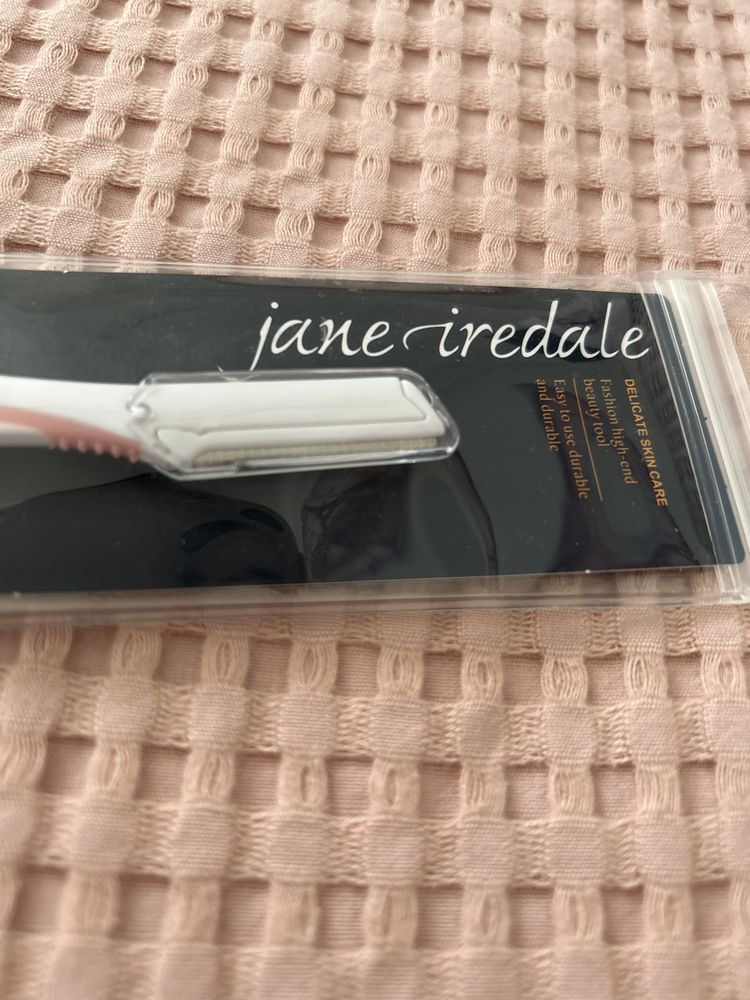 jane iredale
DELICATE SKIN CARE
Fashion high-end
beauty tool
Easy to use durable
and durable